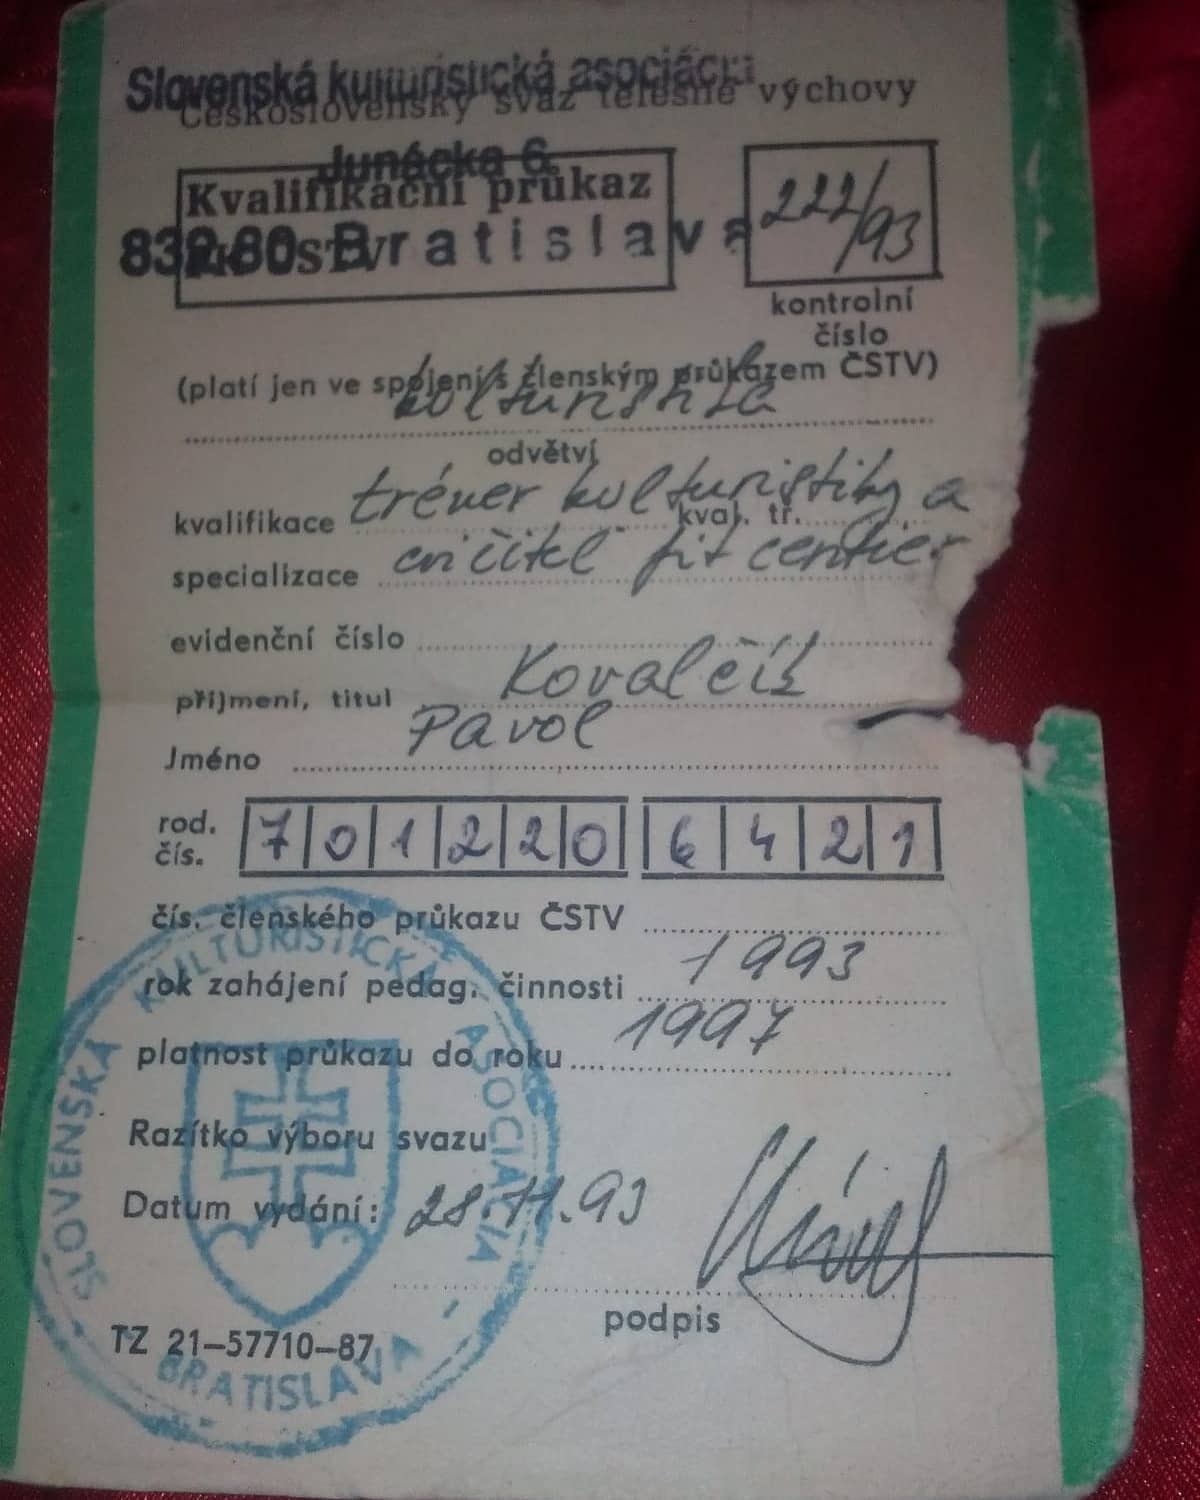 Slovenská kulturistická asociácia
Československý svaz tělesné výchovy
Junácka 6.
Kvalifikační průkaz
832 80 Bratislava
222/93
kontrolní
číslo
(platí jen ve spojení s členským průkazem ČSTV)
kulturistika
odvětví
kvalifikace tréner kulturistiky a
kval. tř.
specializace cvičitel fit centier
evidenční číslo
příjmení, titul Kovalčík
Jméno Pavol
rod. čís. 701220 6421
čís. členského průkazu ČSTV
rok zahájení pedag. činnosti 1993
platnost průkazu do roku 1997
Razítko výboru svazu
Datum vydání: 28.11.93
podpis
TZ 21-57710-87
SLOVENSKÁ KULTURISTICKÁ ASOCIÁCIA
BRATISLAVA